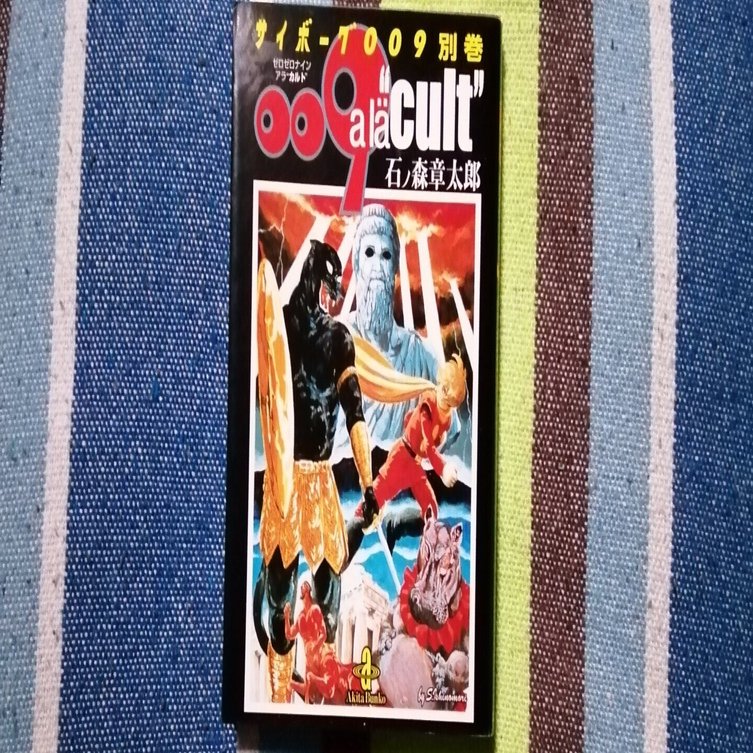 サイボーグ009別巻
ゼロゼロナイン
アラ“カルト”
009 a lä “cult”
石ノ森章太郎
a
Akita Bunko
by S.Ishinomori